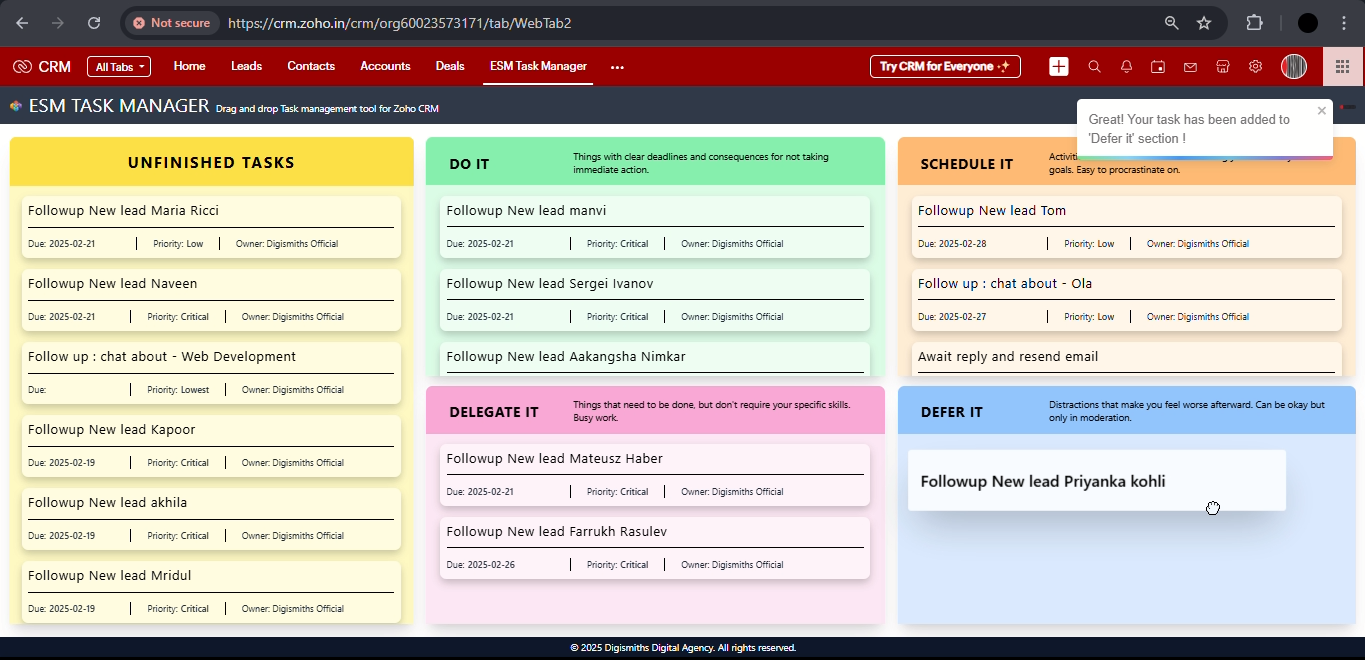 Not secure
https://crm.zoho.in/crm/org60023573171/tab/WebTab2
CRM
All Tabs
Home
Leads
Contacts
Accounts
Deals
ESM Task Manager
Try CRM for Everyone
ESM TASK MANAGER
Drag and drop Task management tool for Zoho CRM
Great! Your task has been added to
'Defer it' section !
UNFINISHED TASKS
Followup New lead Maria Ricci
Due: 2025-02-21 Priority: Low Owner: Digismiths Official
Followup New lead Naveen
Due: 2025-02-21 Priority: Critical Owner: Digismiths Official
Follow up : chat about - Web Development
Due: Priority: Lowest Owner: Digismiths Official
Followup New lead Kapoor
Due: 2025-02-19 Priority: Critical Owner: Digismiths Official
Followup New lead akhila
Due: 2025-02-19 Priority: Critical Owner: Digismiths Official
Followup New lead Mridul
Due: 2025-02-19 Priority: Critical Owner: Digismiths Official
DO IT
Things with clear deadlines and consequences for not taking
immediate action.
Followup New lead manvi
Due: 2025-02-21 Priority: Critical Owner: Digismiths Official
Followup New lead Sergei Ivanov
Due: 2025-02-21 Priority: Critical Owner: Digismiths Official
Followup New lead Aakangsha Nimkar
SCHEDULE IT
goals. Easy to procrastinate on.
Followup New lead Tom
Due: 2025-02-28 Priority: Low Owner: Digismiths Official
Follow up : chat about - Ola
Due: 2025-02-27 Priority: Low Owner: Digismiths Official
Await reply and resend email
DELEGATE IT
Things that need to be done, but don't require your specific skills.
Busy work.
Followup New lead Mateusz Haber
Due: 2025-02-21 Priority: Critical Owner: Digismiths Official
Followup New lead Farrukh Rasulev
Due: 2025-02-26 Priority: Critical Owner: Digismiths Official
DEFER IT
Distractions that make you feel worse afterward. Can be okay but
only in moderation.
Followup New lead Priyanka kohli
© 2025 Digismiths Digital Agency. All rights reserved.